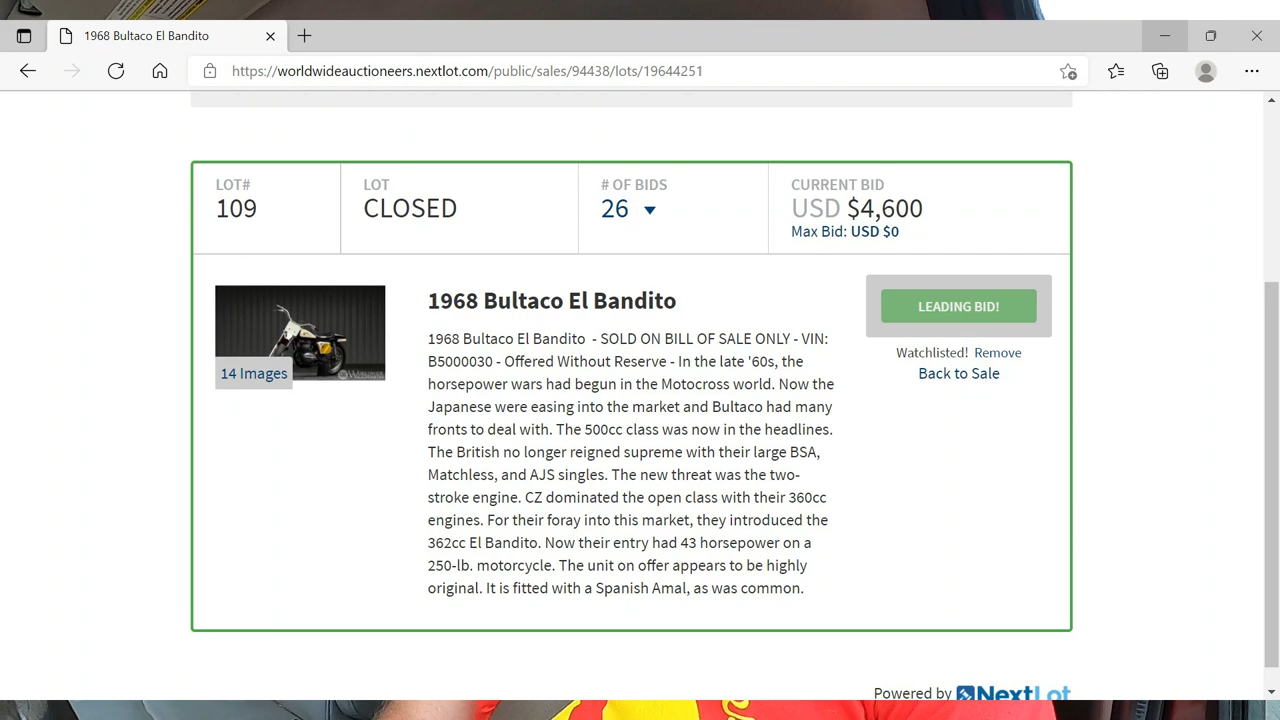 1968 Bultaco El Bandito
https://worldwideauctioneers.nextlot.com/public/sales/94438/lots/19644251
LOT#
109
LOT
CLOSED
# OF BIDS
26
CURRENT BID
USD $4,600
Max Bid: USD $0
14 Images
1968 Bultaco El Bandito
1968 Bultaco El Bandito - SOLD ON BILL OF SALE ONLY - VIN:
B5000030 - Offered Without Reserve - In the late '60s, the
horsepower wars had begun in the Motocross world. Now the
Japanese were easing into the market and Bultaco had many
fronts to deal with. The 500cc class was now in the headlines.
The British no longer reigned supreme with their large BSA,
Matchless, and AJS singles. The new threat was the two-
stroke engine. CZ dominated the open class with their 360cc
engines. For their foray into this market, they introduced the
362cc El Bandito. Now their entry had 43 horsepower on a
250-lb. motorcycle. The unit on offer appears to be highly
original. It is fitted with a Spanish Amal, as was common.
LEADING BID!
Watchlisted! Remove
Back to Sale
Powered by NextLot